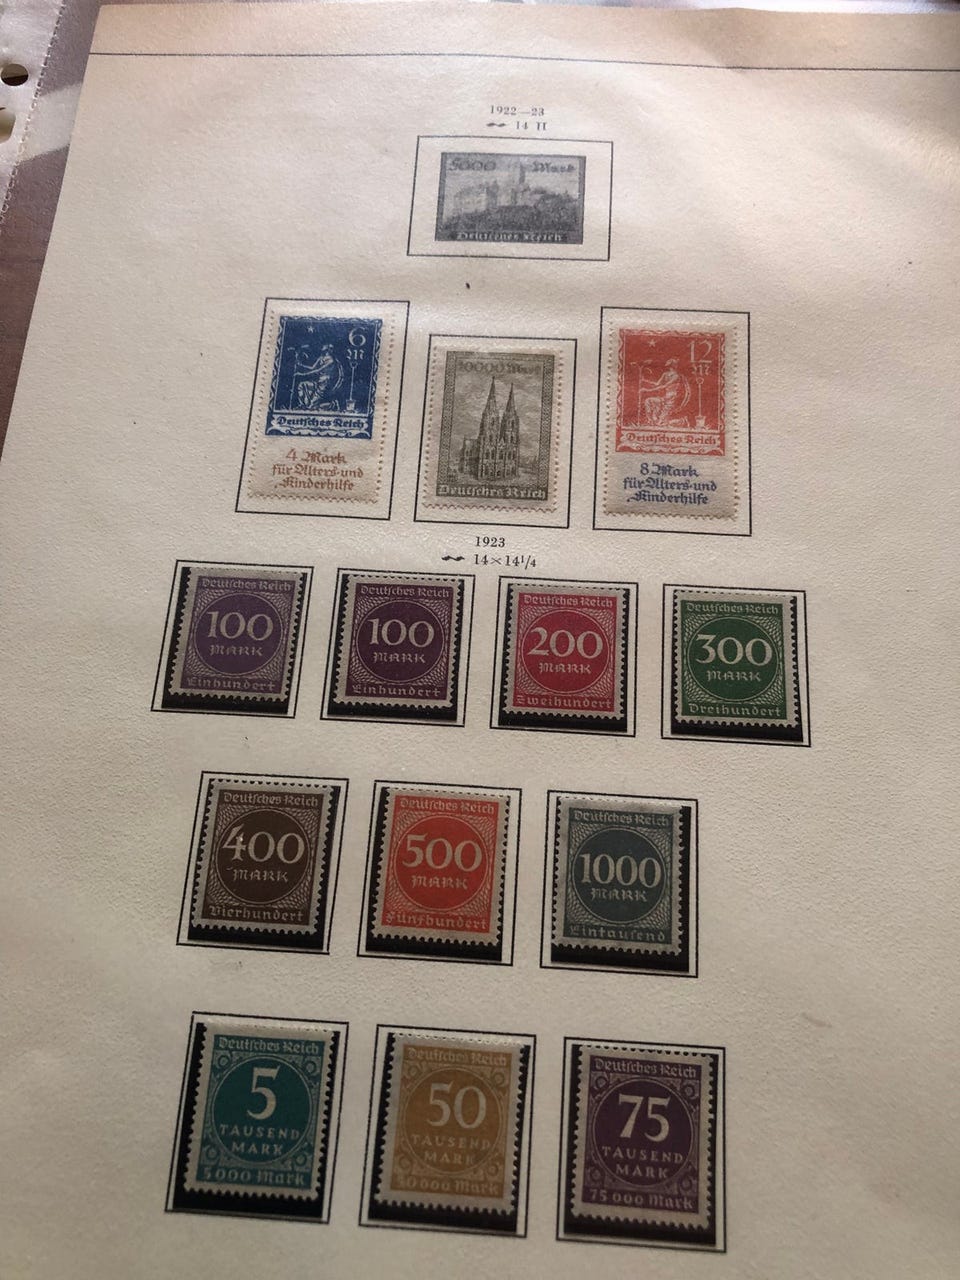 1922—23
14 II
5000 Mark
Deutsches Reich
6
M
Deutsches Reich
4 Mark
für Alters-und
Kinderhilfe
10000 Mark
Deutsches Reich
12
M
Deutsches Reich
8 Mark
für Alters-und
Kinderhilfe
1923
14×14¼
Deutsches Reich
100
MARK
Einhundert
Deutsches Reich
100
MARK
Einhundert
Deutsches Reich
200
MARK
Zweihundert
Deutsches Reich
300
MARK
Dreihundert
Deutsches Reich
400
MARK
Vierhundert
Deutsches Reich
500
MARK
Fünfhundert
Deutsches Reich
1000
MARK
Eintausend
Deutsches Reich
5
TAUSEND
MARK
5000 Mark
Deutsches Reich
50
TAUSEND
MARK
50000 Mark
Deutsches Reich
75
TAUSEND
MARK
75000 Mark